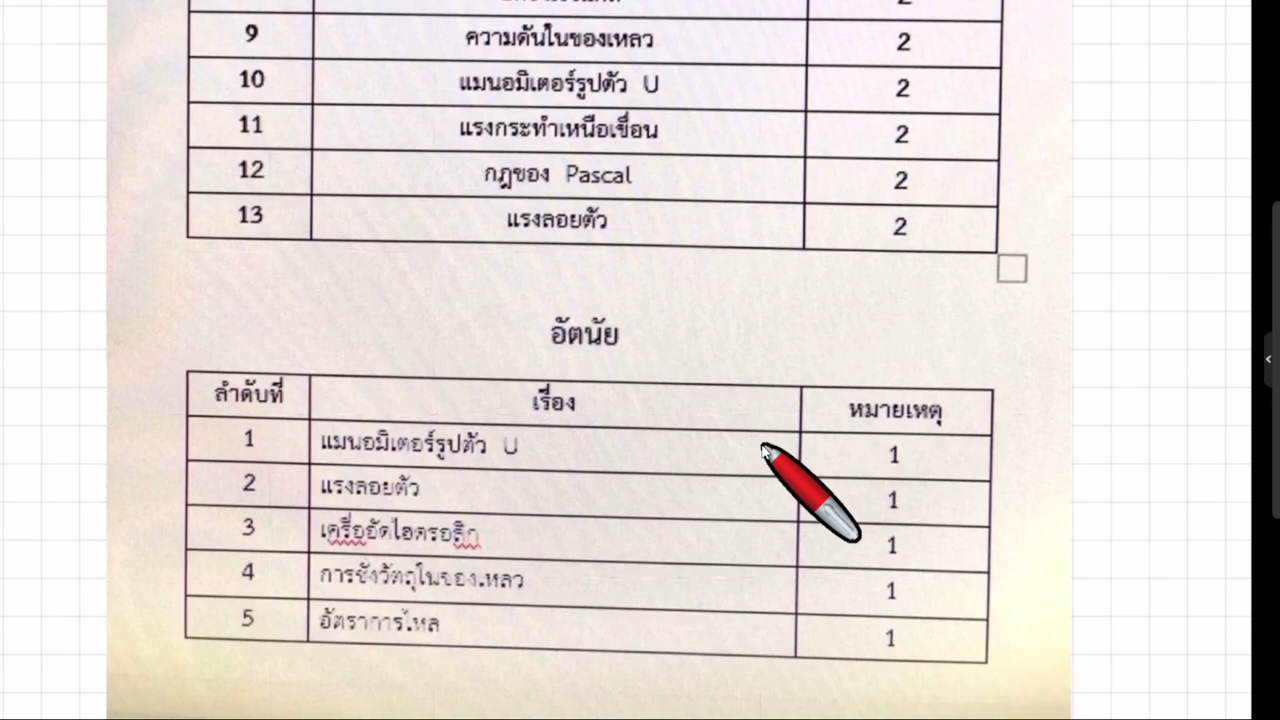 2
9 ความดันในของเหลว 2
10 แมนอมิเตอร์รูปตัว U 2
11 แรงกระทำเหนือเขื่อน 2
12 กฎของ Pascal 2
13 แรงลอยตัว 2
อัตนัย
ลำดับที่ เรื่อง หมายเหตุ
1 แมนอมิเตอร์รูปตัว U 1
2 แรงลอยตัว 1
3 เครื่ออัดไฮดรอลิก 1
4 การชั่งวัตถุในของเหลว 1
5 อัตราการไหล 1